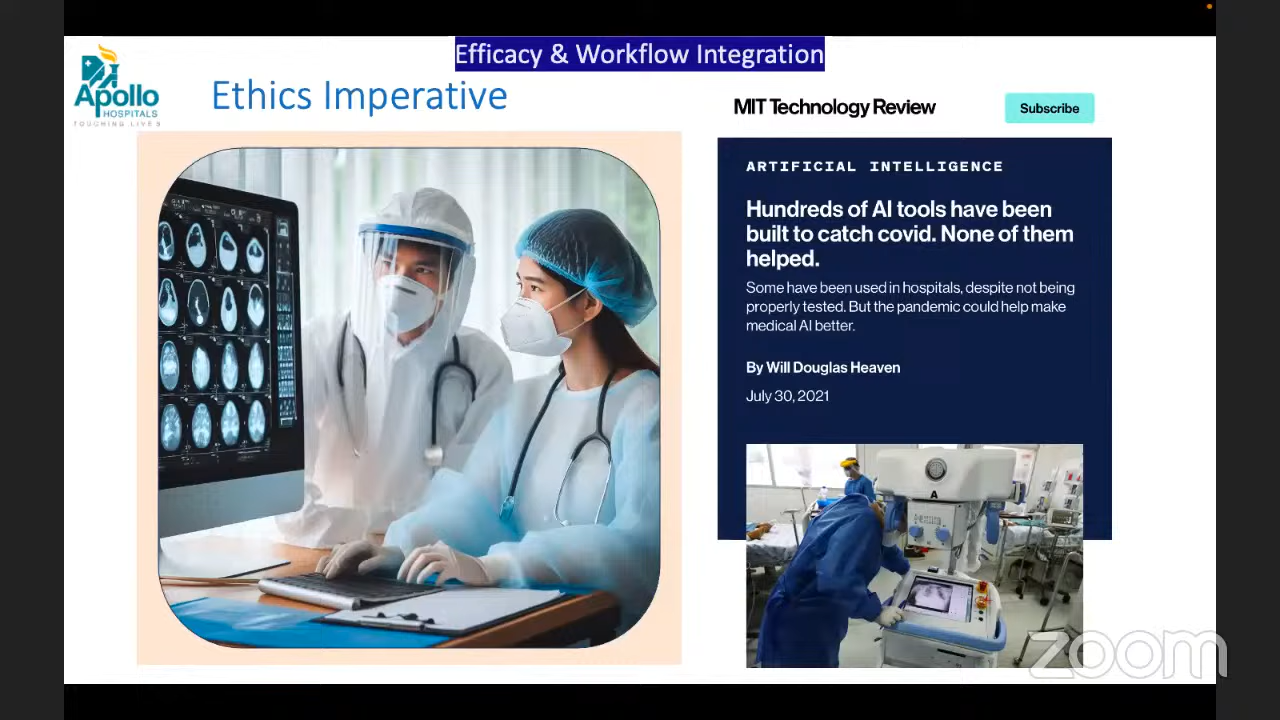 Efficacy & Workflow Integration
Apollo
HOSPITALS
TOUCHING LIVES
Ethics Imperative
MIT Technology Review
Subscribe
ARTIFICIAL INTELLIGENCE
Hundreds of AI tools have been
built to catch covid. None of them
helped.
Some have been used in hospitals, despite not being
properly tested. But the pandemic could help make
medical AI better.
By Will Douglas Heaven
July 30, 2021
A
zoom